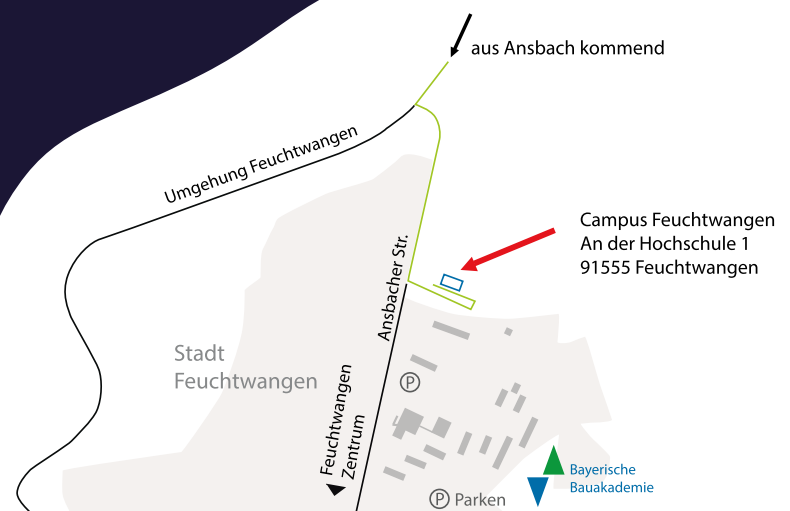 aus Ansbach kommend
Umgehung Feuchtwangen
Campus Feuchtwangen
An der Hochschule 1
91555 Feuchtwangen
Ansbacher Str.
Stadt
Feuchtwangen
P
Feuchtwangen
Zentrum
Bayerische
Bauakademie
P Parken